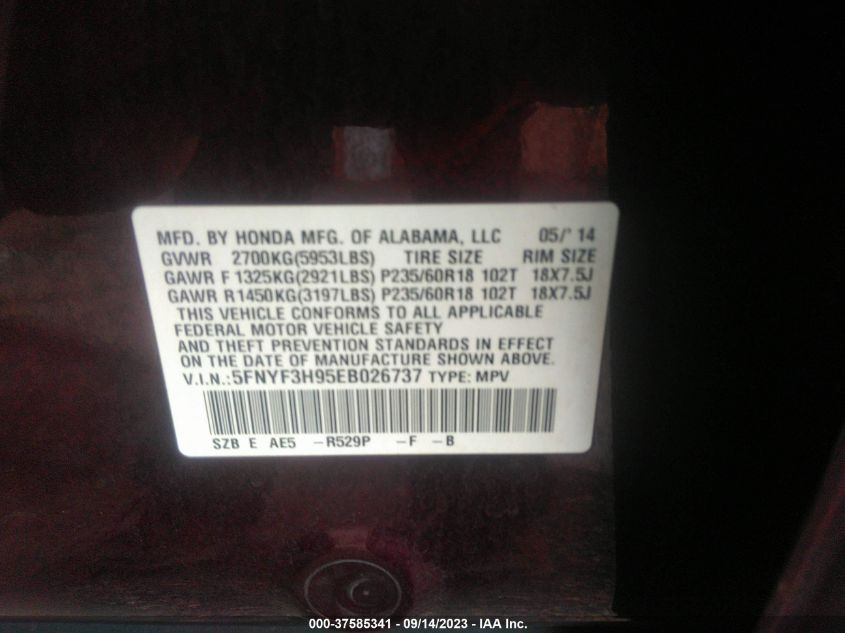 MFD. BY HONDA MFG. OF ALABAMA, LLC 05/' 14
GVWR 2700KG(5953LBS) TIRE SIZE RIM SIZE
GAWR F 1325KG(2921LBS) P235/60R18 102T 18X7.5J
GAWR R1450KG(3197LBS) P235/60R18 102T 18X7.5J
THIS VEHICLE CONFORMS TO ALL APPLICABLE
FEDERAL MOTOR VEHICLE SAFETY
AND THEFT PREVENTION STANDARDS IN EFFECT
ON THE DATE OF MANUFACTURE SHOWN ABOVE.
V.I.N.:5FNYF3H95EB026737 TYPE: MPV
SZB E AE5 -R529P -F -B
000-37585341 - 09/14/2023 - IAA Inc.